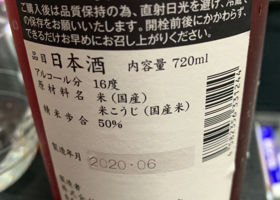 ご購入後は品質保持の為、直射日光を避け、冷蔵
でお願いいたします。開栓前後にかかわらず、
できるだけお早めにお召し上がりください。
品目 日本酒 内容量 720ml
アルコール分 16度
原材料名 米(国産)
米こうじ(国産米)
精米歩合 50%
製造年月 2020.06
製造者